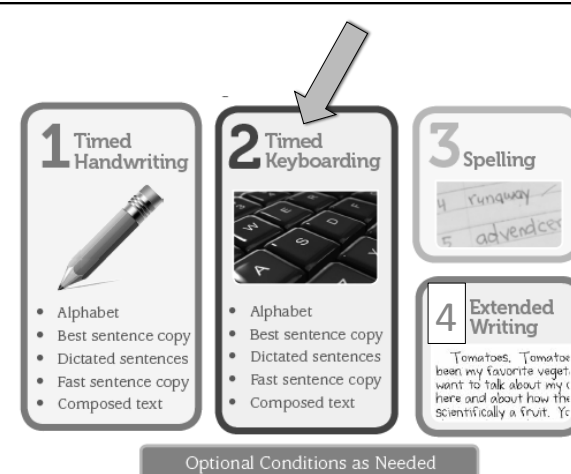 1 Timed
Handwriting
Alphabet
Best sentence copy
Dictated sentences
Fast sentence copy
Composed text
2 Timed
Keyboarding
W E R
A S D F
Alphabet
Best sentence copy
Dictated sentences
Fast sentence copy
Composed text
3 Spelling
4 runaway
5 advendcer
4 Extended
Writing
Tomatoes, Tomatoe
been my favorite veget
want to talk about my
here and about how the
scientifically a fruit. Yo
Optional Conditions as Needed